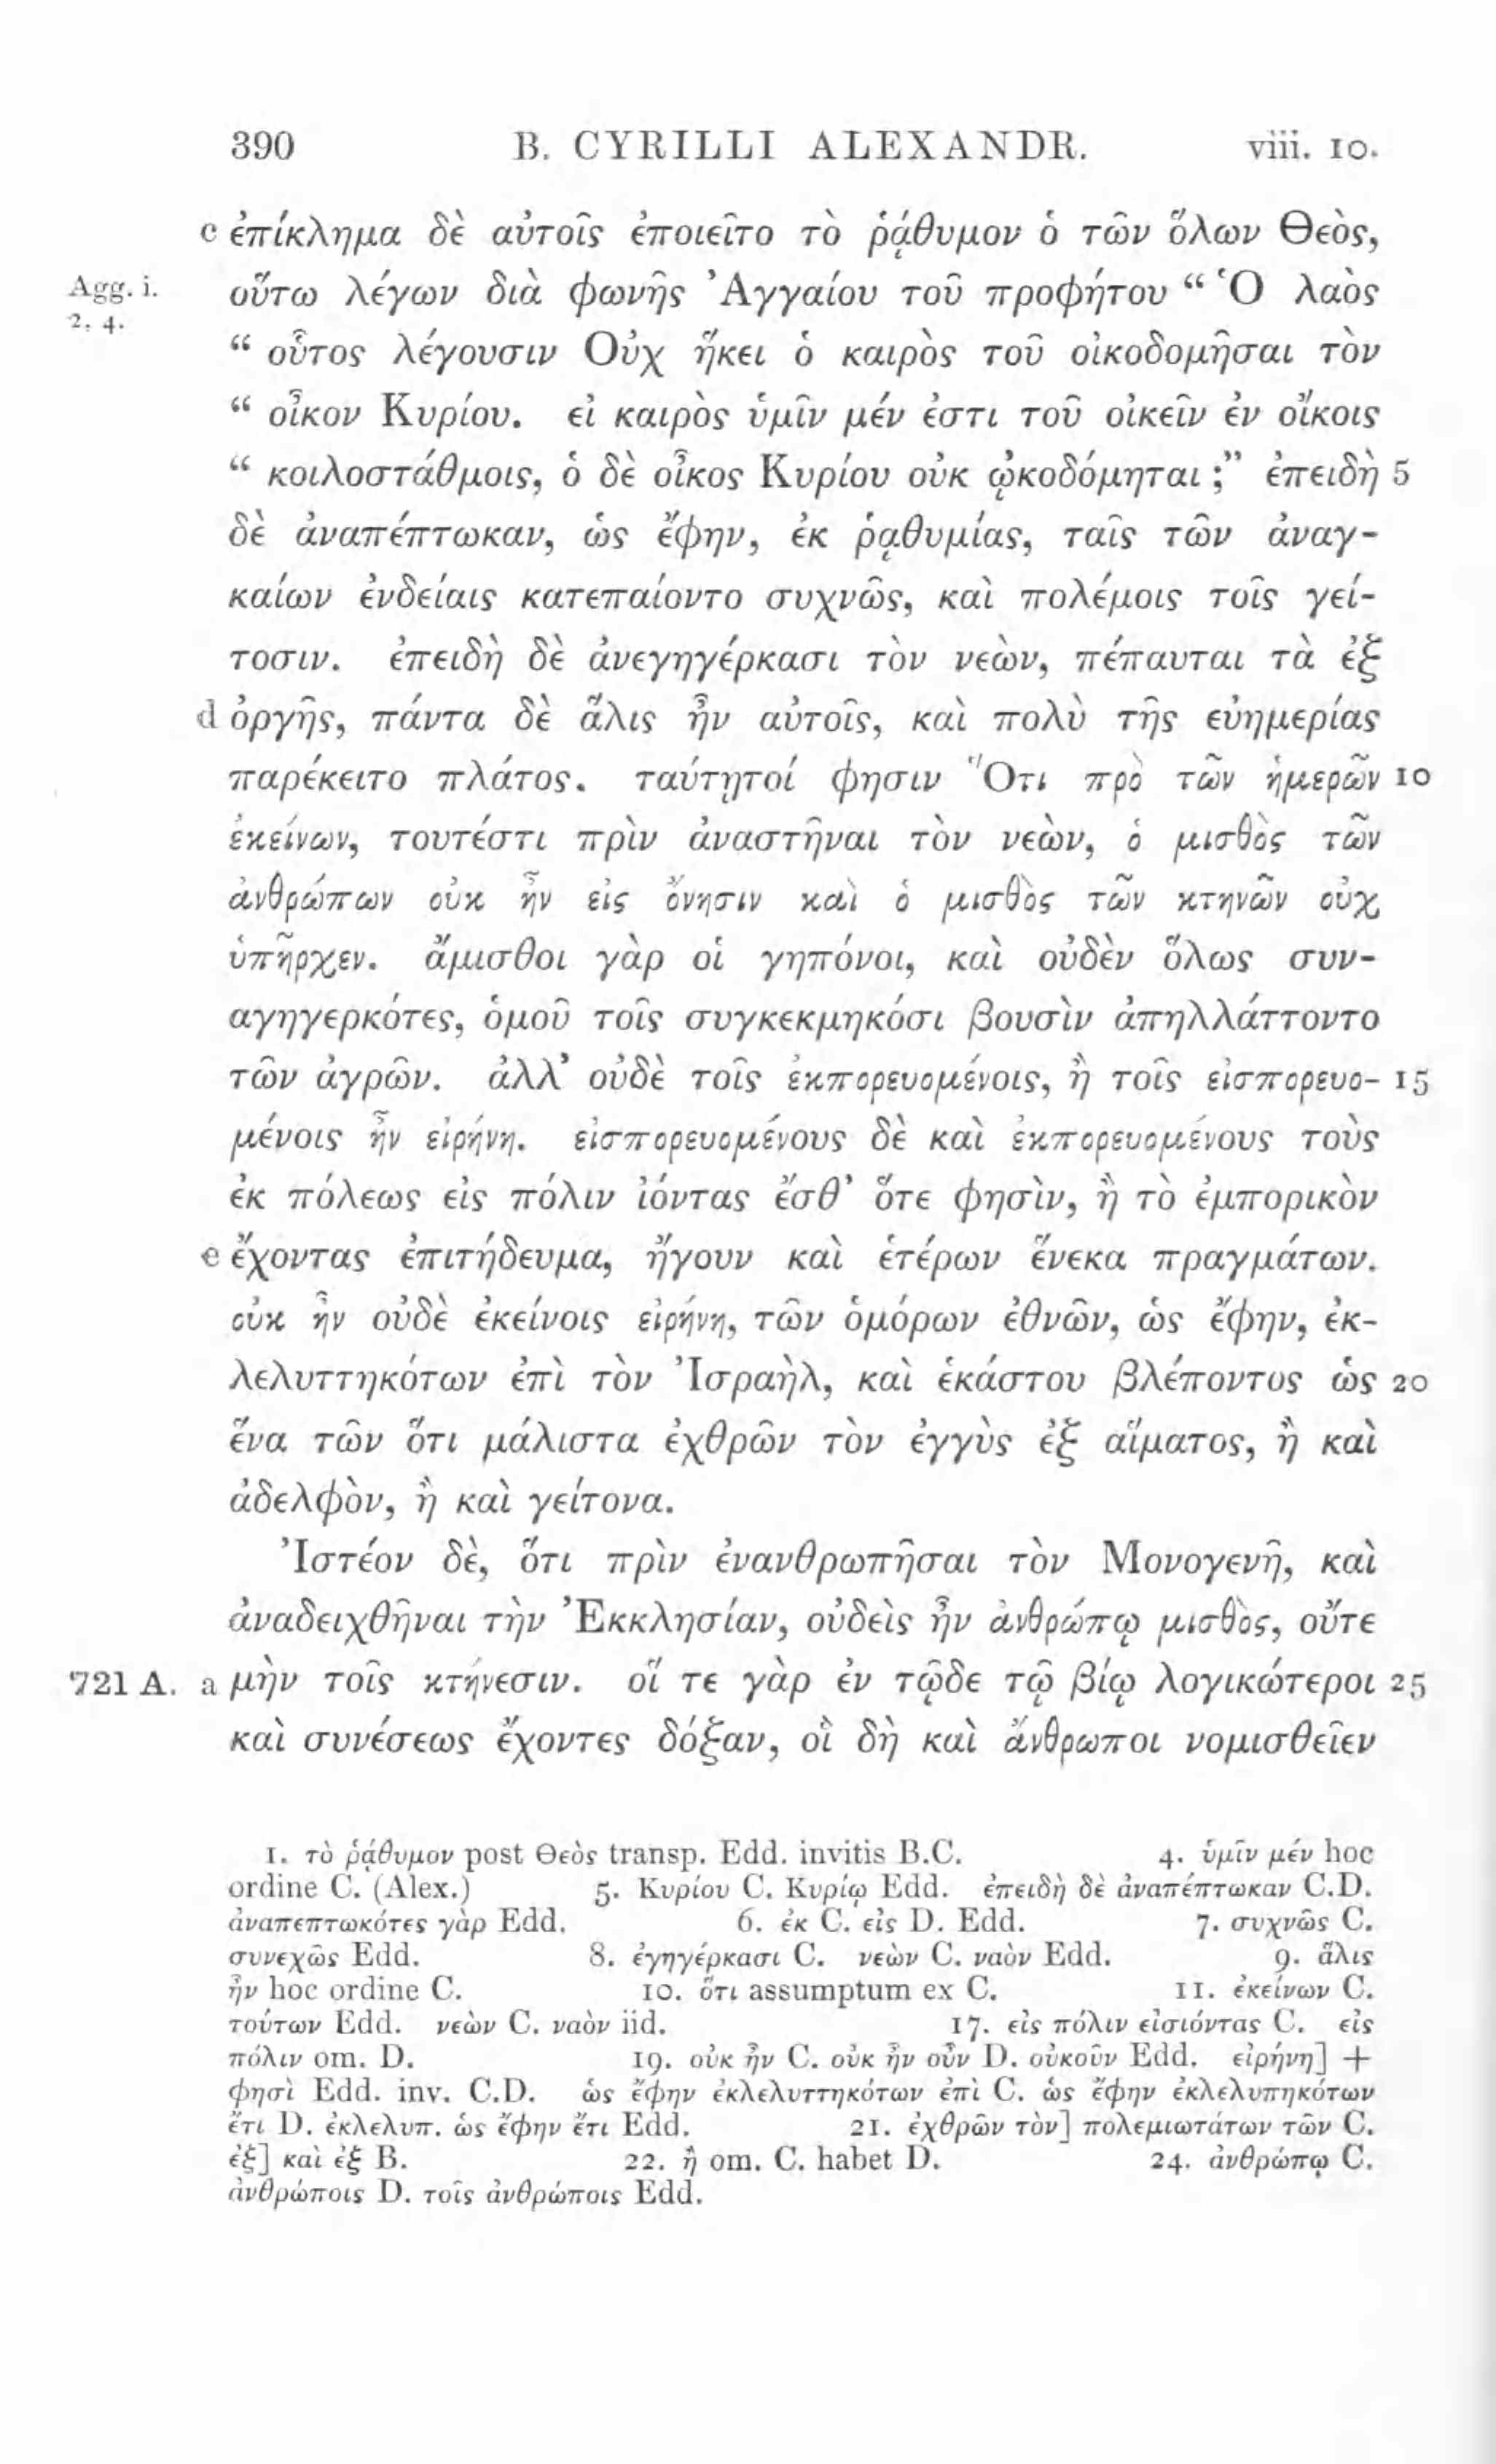 390 B. CYRILLI ALEXANDR. viii. 10.
c ἐπίκλημα δὲ αὐτοῖς ἐποιεῖτο τὸ ῥᾴθυμον ὁ τῶν ὅλων Θεὸς,
Agg. i. οὕτω λέγων διὰ φωνῆς Ἀγγαίου τοῦ προφήτου “ Ὁ λαὸς
2. 4.
“ οὗτος λέγουσιν Οὐχ ἥκει ὁ καιρὸς τοῦ οἰκοδομῆσαι τὸν
“ οἶκον Κυρίου. εἰ καιρὸς ὑμῖν μέν ἐστι τοῦ οἰκεῖν ἐν οἴκοις
“ κοιλοστάθμοις, ὁ δὲ οἶκος Κυρίου οὐκ ᾠκοδόμηται ;” ἐπειδὴ 5
δὲ ἀναπέπτωκαν, ὡς ἔφην, ἐκ ῥᾳθυμίας, ταῖς τῶν ἀναγ-
καίων ἐνδείαις κατεπαίοντο συχνῶς, καὶ πολέμοις τοῖς γεί-
τοσιν. ἐπειδὴ δὲ ἀνεγηγέρκασι τὸν νεὼν, πέπαυται τὰ ἐξ
d ὀργῆς, πάντα δὲ ἅλις ἦν αὐτοῖς, καὶ πολὺ τῆς εὐημερίας
παρέκειτο πλάτος. ταύτῃτοί φησιν Ὅτι πρὸ τῶν ἡμερῶν 10
ἐκείνων, τουτέστι πρὶν ἀναστῆναι τὸν νεὼν, ὁ μισθὸς τῶν
ἀνθρώπων οὐκ ἦν εἰς ὄνησιν καὶ ὁ μισθὸς τῶν κτηνῶν οὐχ
ὑπῆρχεν. ἄμισθοι γὰρ οἱ γηπόνοι, καὶ οὐδὲν ὅλως συν-
αγηγερκότες, ὁμοῦ τοῖς συγκεκμηκόσι βουσὶν ἀπηλλάττοντο
τῶν ἀγρῶν. ἀλλ’ οὐδὲ τοῖς ἐκπορευομένοις, ἢ τοῖς εἰσπορευο- 15
μένοις ἦν εἰρήνη. εἰσπορευομένους δὲ καὶ ἐκπορευομένους τοὺς
ἐκ πόλεως εἰς πόλιν ἰόντας ἔσθ’ ὅτε φησὶν, ἢ τὸ ἐμπορικὸν
e ἔχοντας ἐπιτήδευμα, ἤγουν καὶ ἑτέρων ἕνεκα πραγμάτων.
οὐκ ἦν οὐδὲ ἐκείνοις εἰρήνη, τῶν ὁμόρων ἐθνῶν, ὡς ἔφην, ἐκ-
λελυττηκότων ἐπὶ τὸν Ἰσραὴλ, καὶ ἑκάστου βλέποντος ὡς 20
ἕνα τῶν ὅτι μάλιστα ἐχθρῶν τὸν ἐγγὺς ἐξ αἵματος, ἢ καὶ
ἀδελφὸν, ἢ καὶ γείτονα.
Ἰστέον δὲ, ὅτι πρὶν ἐνανθρωπῆσαι τὸν Μονογενῆ, καὶ
ἀναδειχθῆναι τὴν Ἐκκλησίαν, οὐδεὶς ἦν ἀνθρώπῳ μισθὸς, οὔτε
721 A. a μὴν τοῖς κτήνεσιν. οἵ τε γὰρ ἐν τῷδε τῷ βίῳ λογικώτεροι 25
καὶ συνέσεως ἔχοντες δόξαν, οἳ δὴ καὶ ἄνθρωποι νομισθεῖεν
1. τὸ ῥᾴθυμον post Θεὸς transp. Edd. invitis B.C. 4. ὑμῖν μέν hoc
ordine C. (Alex.) 5. Κυρίου C. Κυρίῳ Edd. ἐπειδὴ δὲ ἀναπέπτωκαν C.D.
ἀναπεπτωκότες γὰρ Edd. 6. ἐκ C. εἰς D. Edd. 7. συχνῶς C.
συνεχῶς Edd. 8. ἐγηγέρκασι C. νεὼν C. ναὸν Edd. 9. ἅλις
ἦν hoc ordine C. 10. ὅτι assumptum ex C. 11. ἐκείνων C.
τούτων Edd. νεὼν C. ναὸν iid. 17. εἰς πόλιν εἰσιόντας C. εἰς
πόλιν om. D. 19. οὐκ ἦν C. οὐκ ἦν οὖν D. οὐκοῦν Edd. εἰρήνη] +
φησὶ Edd. inv. C.D. ὡς ἔφην ἐκλελυττηκότων ἐπὶ C. ὡς ἔφην ἐκλελυπηκότων
ἔτι D. ἐκλελυπ. ὡς ἔφην ἔτι Edd. 21. ἐχθρῶν τὸν] πολεμιωτάτων τῶν C.
ἐξ] καὶ ἐξ B. 22. ἢ om. C. habet D. 24. ἀνθρώπῳ C.
ἀνθρώποις D. τοῖς ἀνθρώποις Edd.